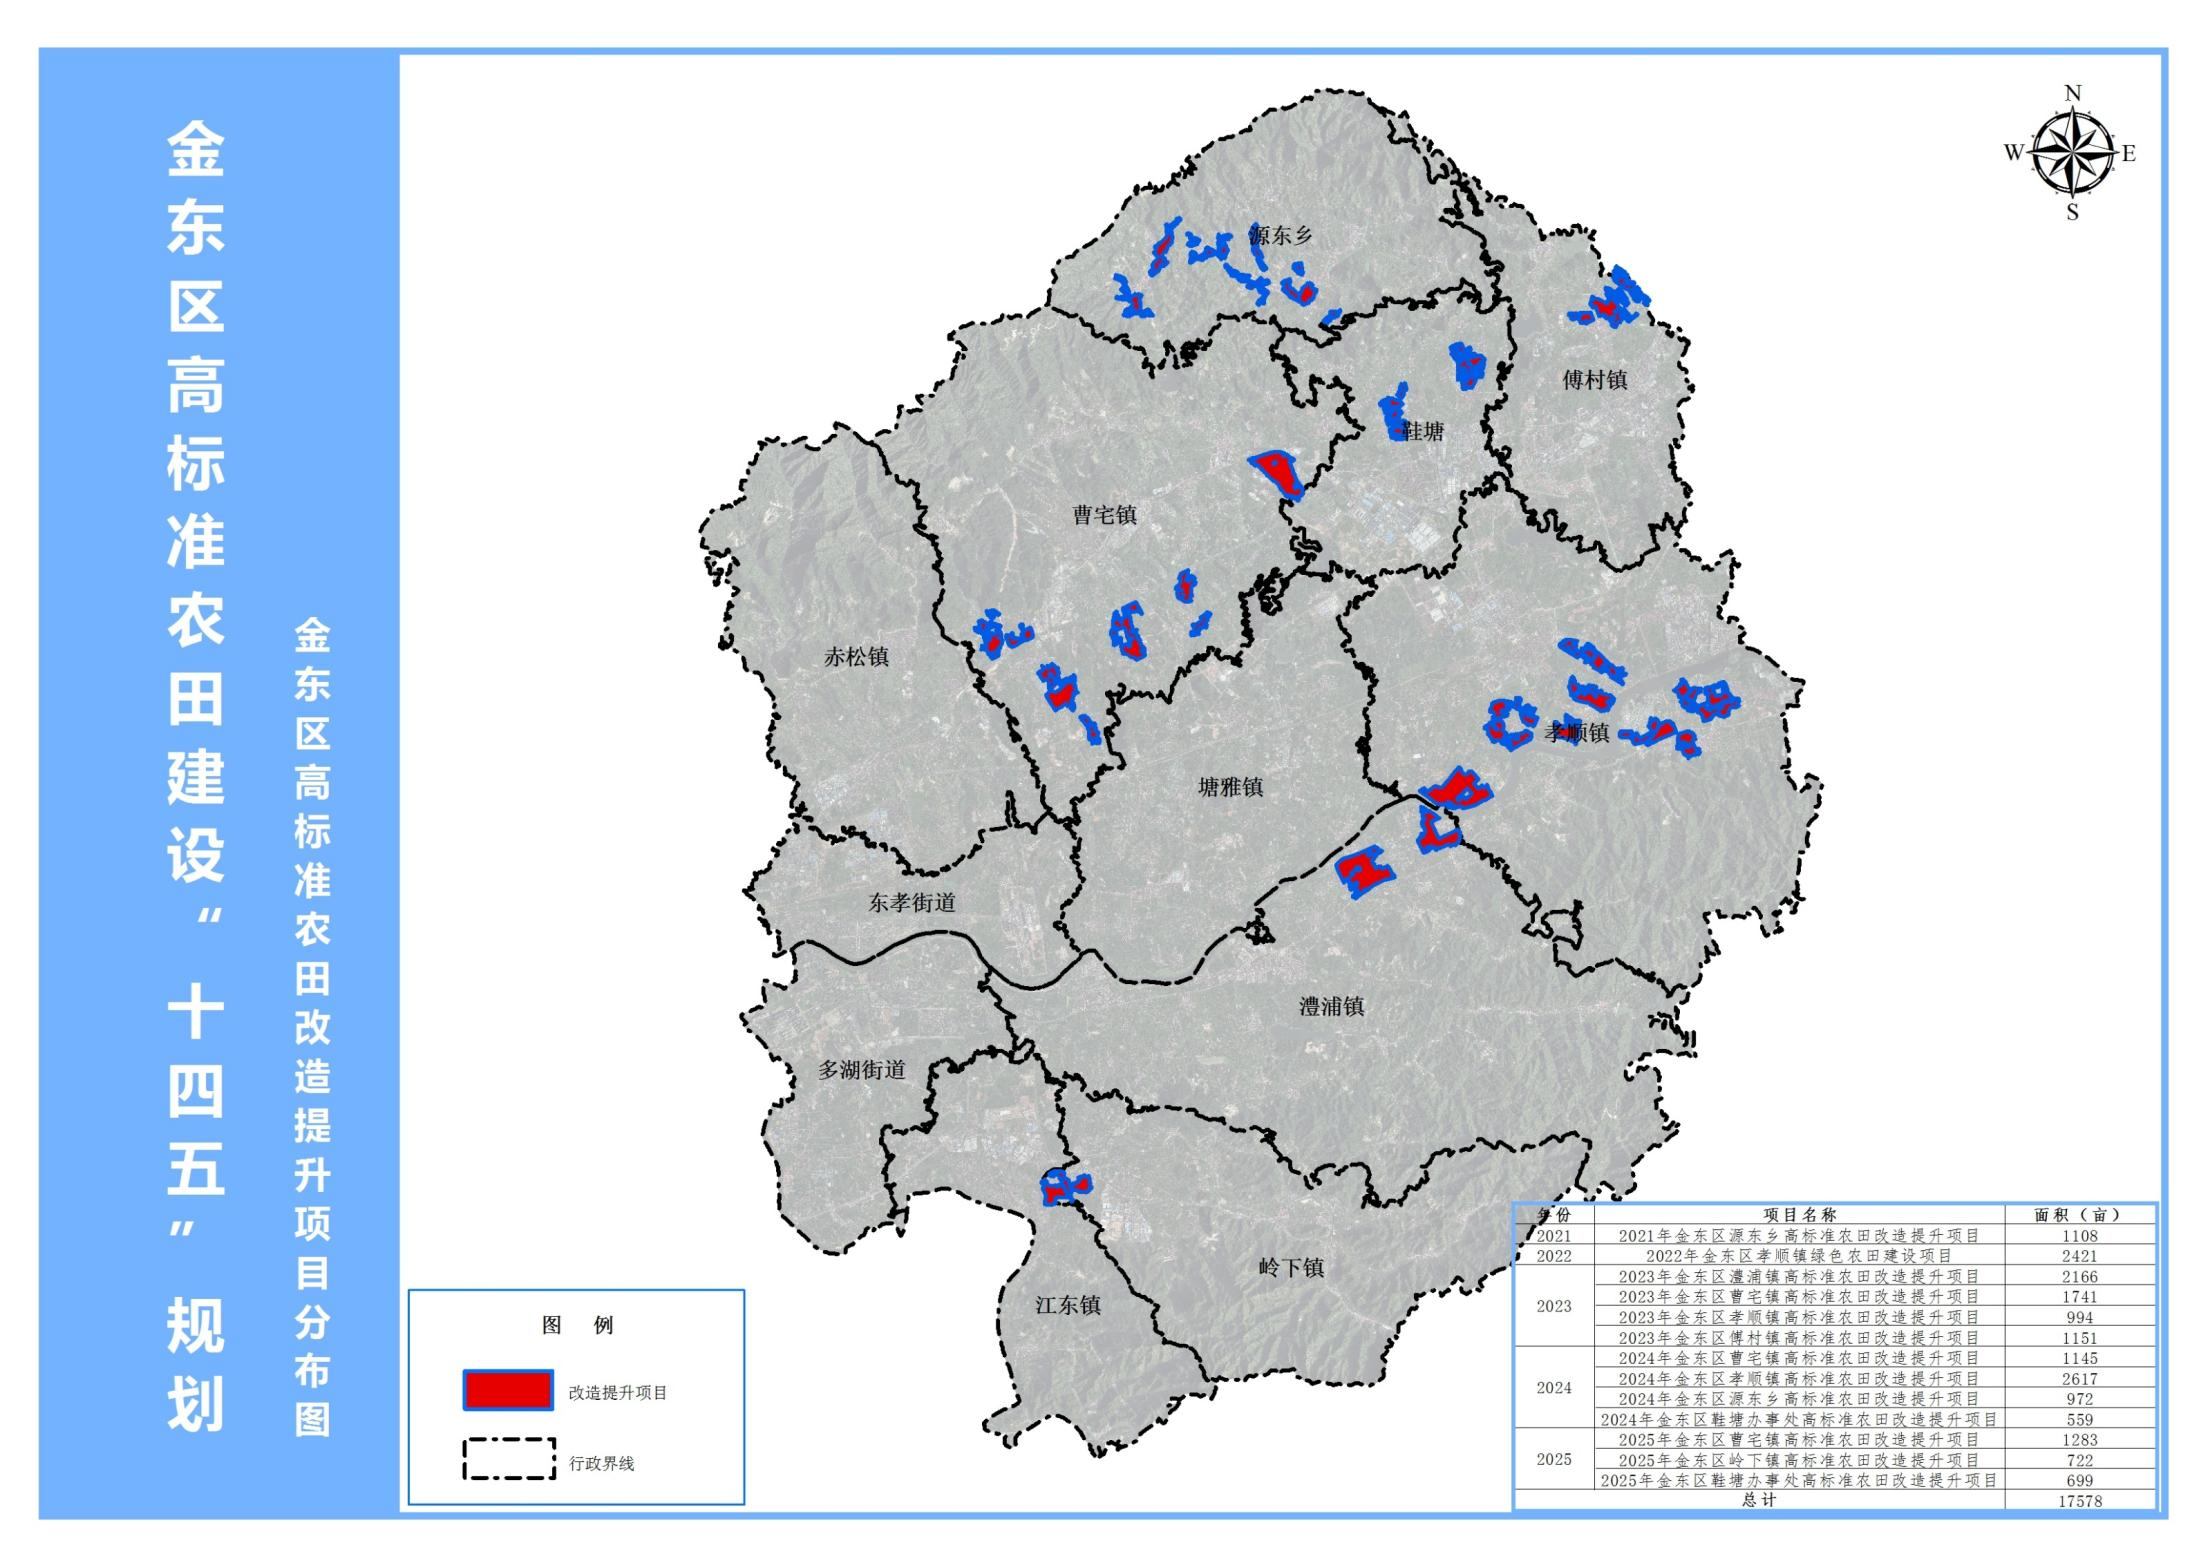 金东区高标准农田建设“十四五”规划
金东区高标准农田改造提升项目分布图
N
W E
S
源东乡
傅村镇
鞋塘
曹宅镇
赤松镇
孝顺镇
塘雅镇
东孝街道
澧浦镇
多湖街道
岭下镇
江东镇
图 例
改造提升项目
行政界线
年份 项目名称 面积（亩）
2021 2021年金东区源东乡高标准农田改造提升项目 1108
2022 2022年金东区孝顺镇绿色农田建设项目 2421
2023 2023年金东区澧浦镇高标准农田改造提升项目 2166
2023年金东区曹宅镇高标准农田改造提升项目 1741
2023年金东区孝顺镇高标准农田改造提升项目 994
2023年金东区傅村镇高标准农田改造提升项目 1151
2024 2024年金东区曹宅镇高标准农田改造提升项目 1145
2024年金东区孝顺镇高标准农田改造提升项目 2617
2024年金东区源东乡高标准农田改造提升项目 972
2024年金东区鞋塘办事处高标准农田改造提升项目 559
2025 2025年金东区曹宅镇高标准农田改造提升项目 1283
2025年金东区岭下镇高标准农田改造提升项目 722
2025年金东区鞋塘办事处高标准农田改造提升项目 699
总计 17578